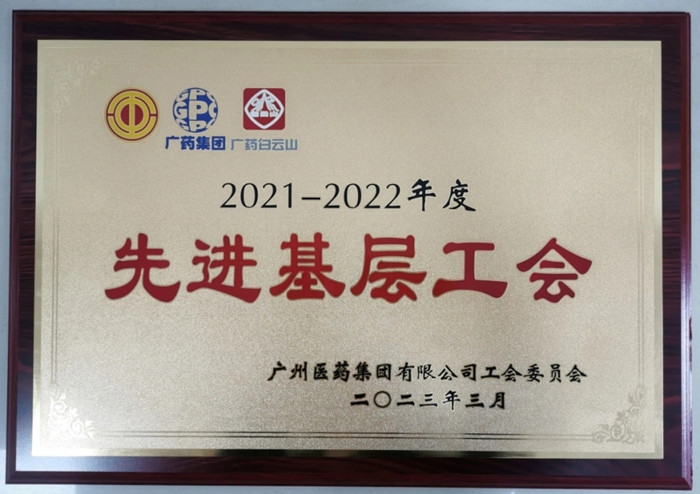 GPC
广药集团 广药白云山
2021-2022年度
先进基层工会
广州医药集团有限公司工会委员会
二〇二三年三月